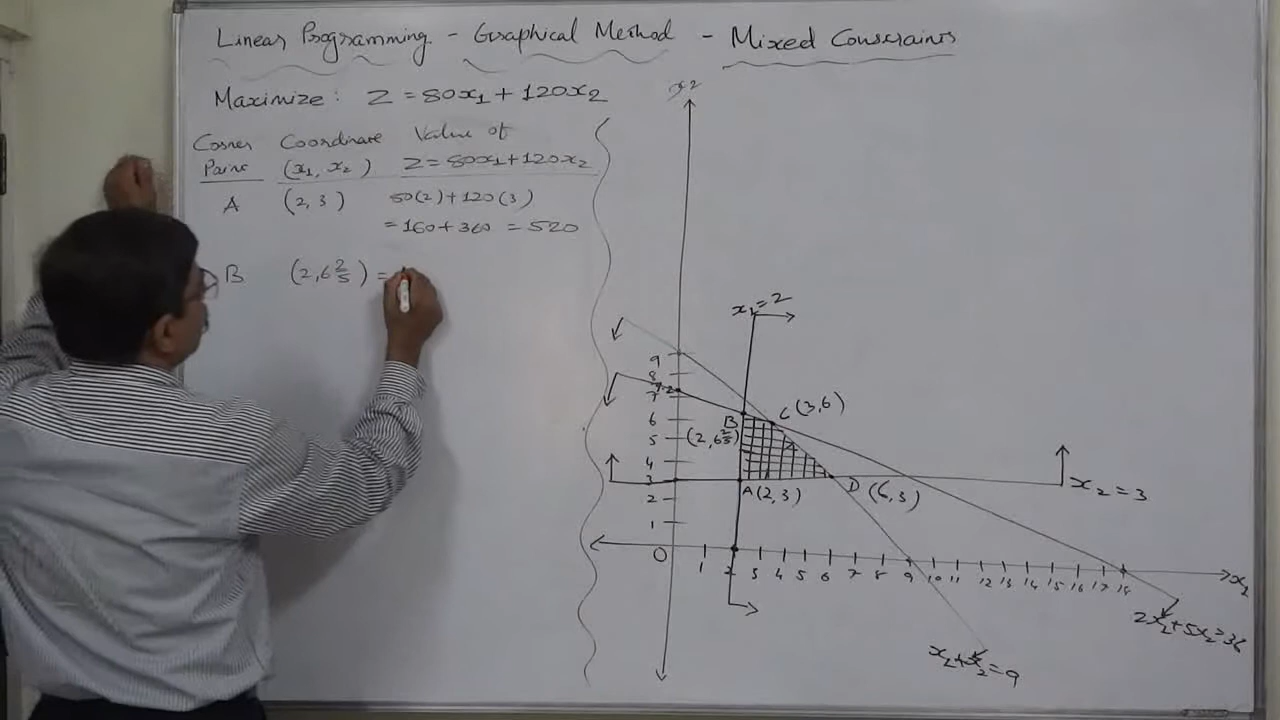 Linear Programming - Graphical Method - Mixed Constraints
Maximize: Z = 80x₁ + 120x₂
Corner Coordinate Value of
Point (x₁, x₂) Z = 80x₁ + 120x₂
A (2, 3) 80(2) + 120(3)
= 160 + 360 = 520
B (2, 6 2/5) =
x₂
x₁ = 2
9
8
7.2
7
6
5
4
3
2
1
B
(2, 6 2/5)
C (3, 6)
A (2, 3)
D (6, 3)
x₂ = 3
O 1 2 3 4 5 6 7 8 9 10 11 12 13 14 15 16 17 18 x₁
2x₁ + 5x₂ = 36
x₁ + x₂ = 9